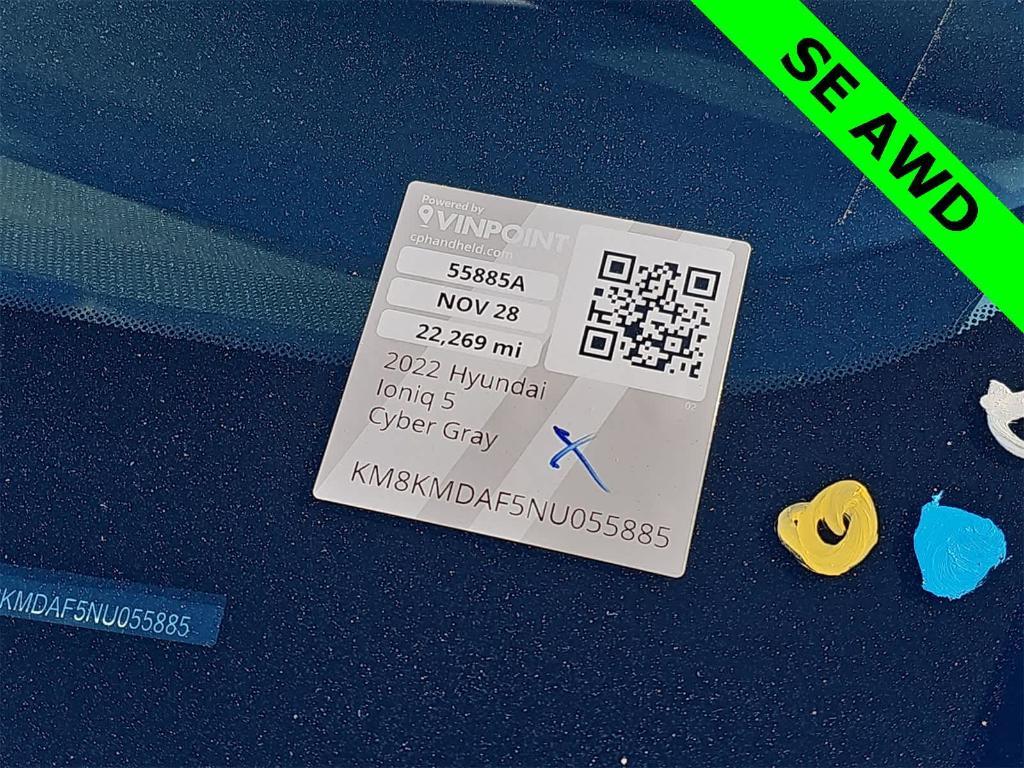 SE AWD
Powered by
VINPOINT
cphandheld.com
55885A
NOV 28
22,269 mi
2022 Hyundai
Ioniq 5
Cyber Gray
02
KM8KMDAF5NU055885
KMDAF5NU055885